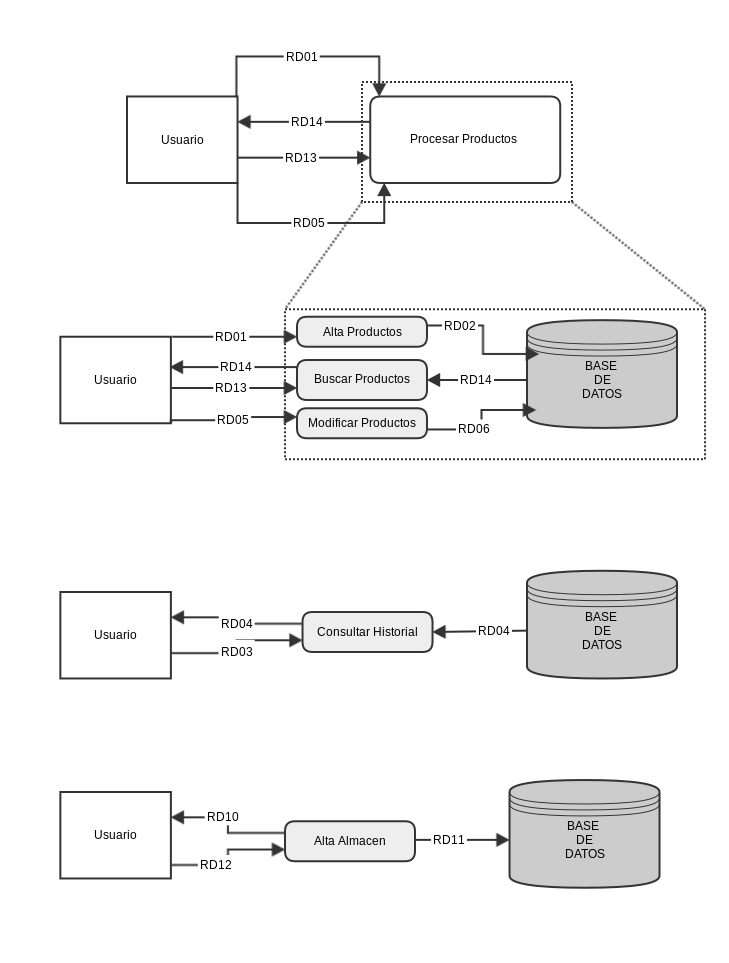 RD01
RD14
Usuario
Procesar Productos
RD13
RD05
RD01
Alta Productos
RD02
RD14
Usuario
Buscar Productos
RD14
BASE
DE
DATOS
RD13
RD05
Modificar Productos
RD06
RD04
Usuario
Consultar Historial
RD04
BASE
DE
DATOS
RD03
RD10
Usuario
Alta Almacen
RD11
BASE
DE
DATOS
RD12